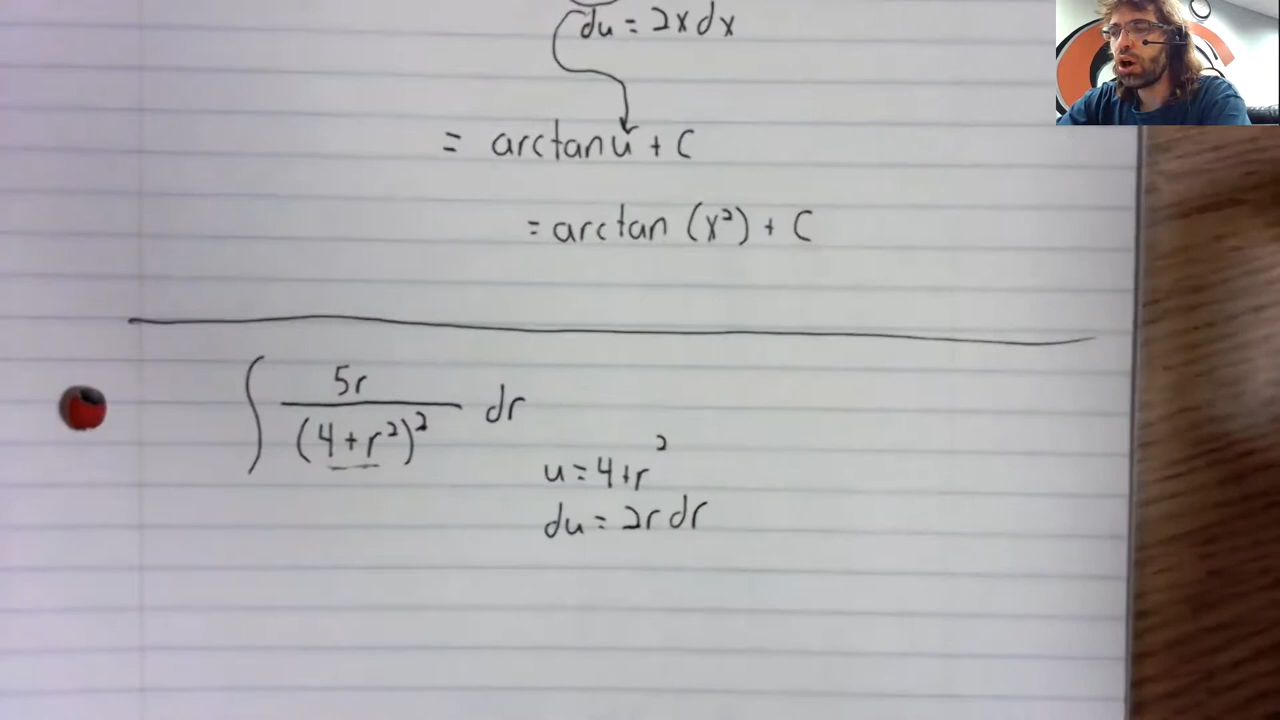 du = 2x dx
= arctan u + C
= arctan (x²) + C
∫ 5r / (4+r²)² dr
u = 4+r²
du = 2r dr